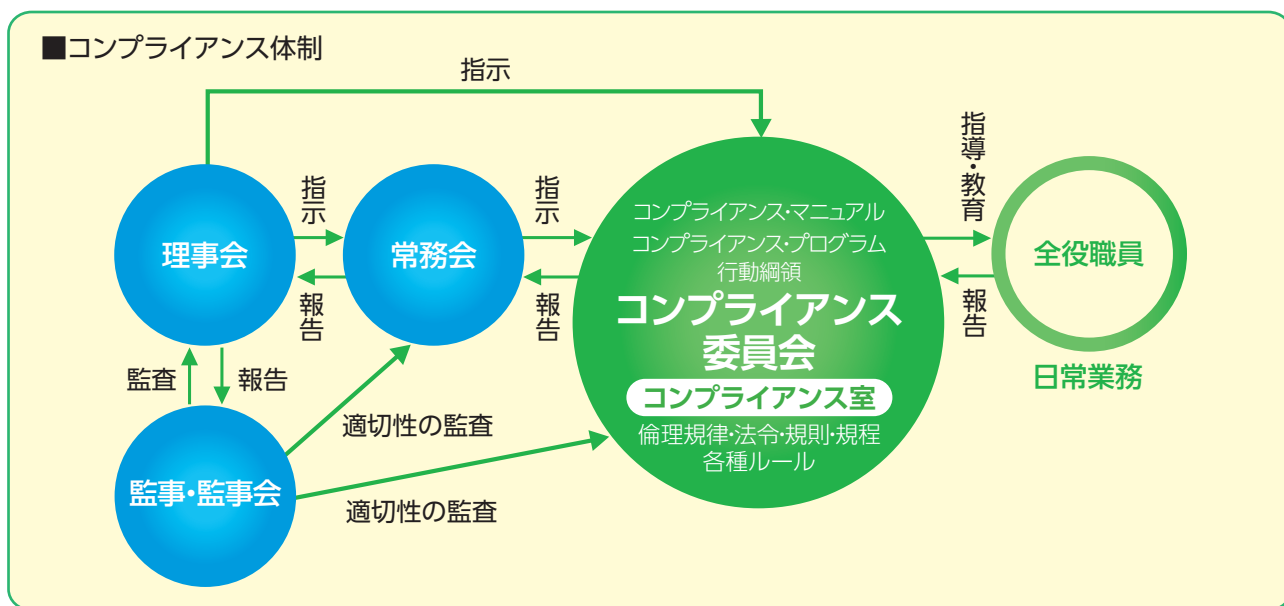 ■コンプライアンス体制
指示
理事会
指示
報告
常務会
指示
報告
コンプライアンス・マニュアル
コンプライアンス・プログラム
行動綱領
コンプライアンス
委員会
コンプライアンス室
倫理規律・法令・規則・規程
各種ルール
指導・教育
報告
全役職員
日常業務
監査
報告
監事・監事会
適切性の監査
適切性の監査